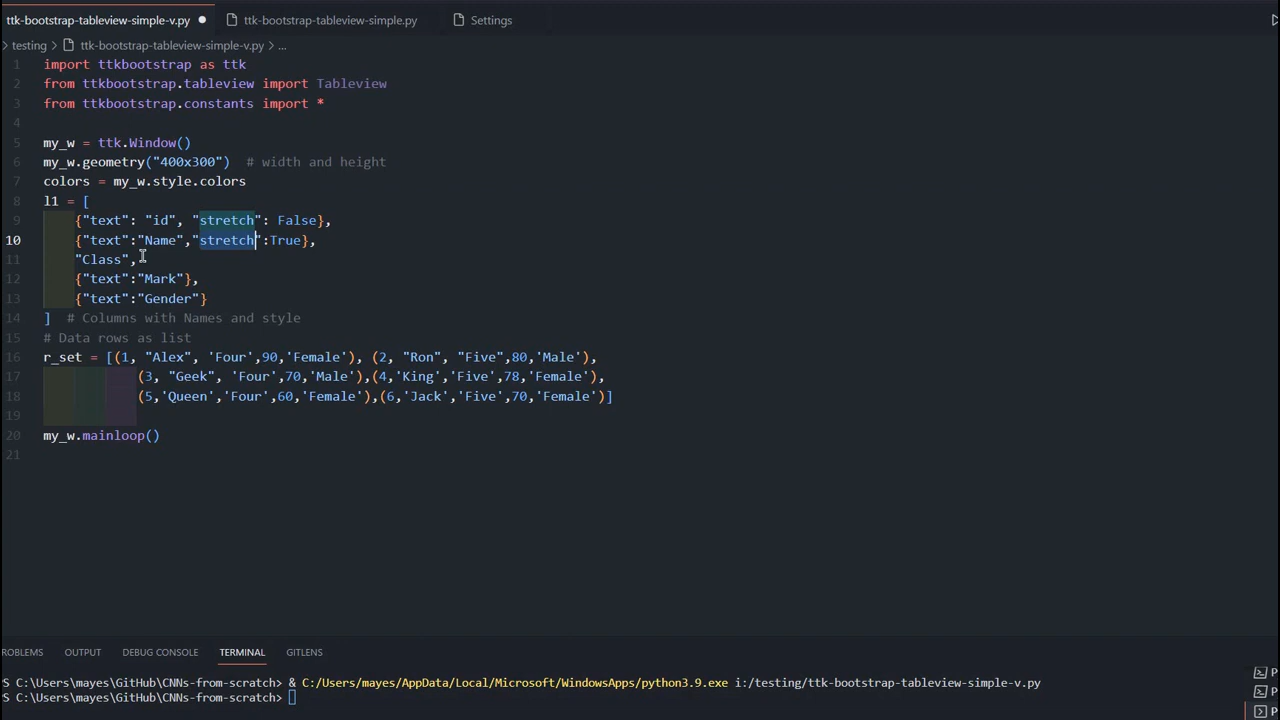 ttk-bootstrap-tableview-simple-v.py ttk-bootstrap-tableview-simple.py Settings
testing > ttk-bootstrap-tableview-simple-v.py > ...
1 import ttkbootstrap as ttk
2 from ttkbootstrap.tableview import Tableview
3 from ttkbootstrap.constants import *
4
5 my_w = ttk.Window()
6 my_w.geometry("400x300")  # width and height
7 colors = my_w.style.colors
8 l1 = [
9     {"text": "id", "stretch": False},
10     {"text":"Name","stretch":True},
11     "Class",
12     {"text":"Mark"},
13     {"text":"Gender"}
14 ]  # Columns with Names and style
15 # Data rows as list
16 r_set = [(1, "Alex", 'Four',90,'Female'), (2, "Ron", "Five",80,'Male'),
17             (3, "Geek", 'Four',70,'Male'),(4,'King','Five',78,'Female'),
18             (5,'Queen','Four',60,'Female'),(6,'Jack','Five',70,'Female')]
19
20 my_w.mainloop()
21
ROBLEMS OUTPUT DEBUG CONSOLE TERMINAL GITLENS
PS C:\Users\mayes\GitHub\CNNs-from-scratch> & C:/Users/mayes/AppData/Local/Microsoft/WindowsApps/python3.9.exe i:/testing/ttk-bootstrap-tableview-simple-v.py
PS C:\Users\mayes\GitHub\CNNs-from-scratch>